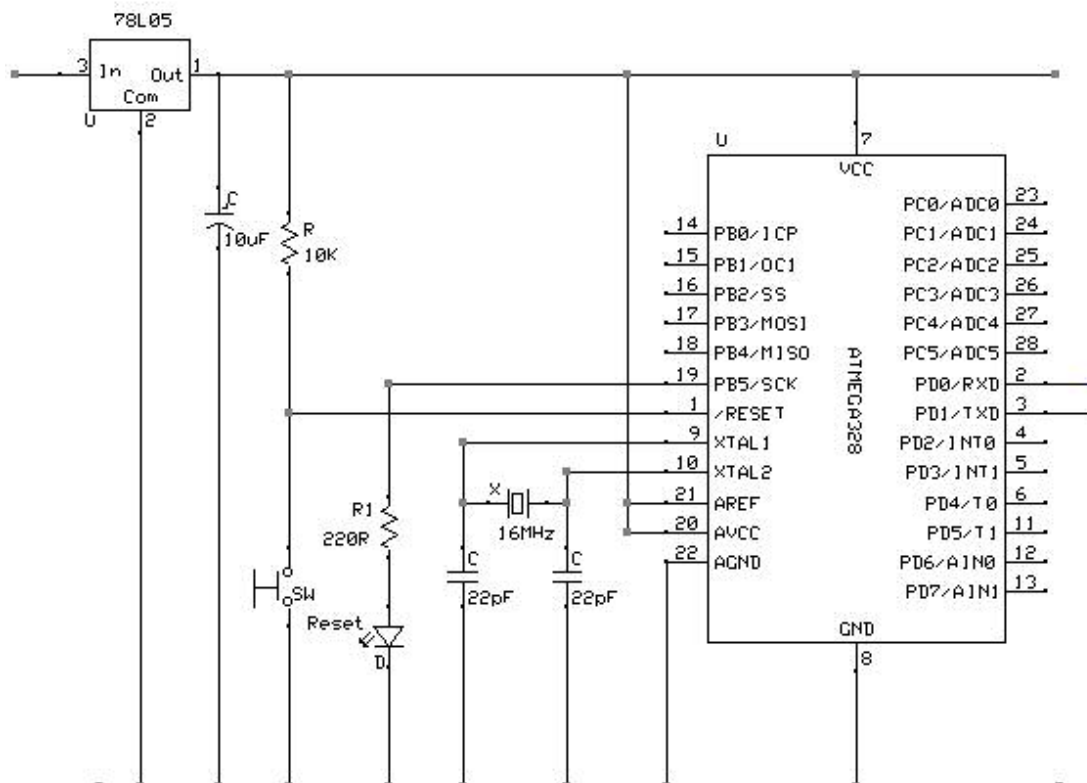 78L05
3 In Out 1
Com
U 2
C
10uF
R
10K
U
7
VCC
14 PB0/ICP
15 PB1/OC1
16 PB2/SS
17 PB3/MOSI
18 PB4/MISO
19 PB5/SCK
1 /RESET
9 XTAL1
10 XTAL2
21 AREF
20 AVCC
22 AGND
ATMEGA328
PC0/ADC0 23
PC1/ADC1 24
PC2/ADC2 25
PC3/ADC3 26
PC4/ADC4 27
PC5/ADC5 28
PD0/RXD 2
PD1/TXD 3
PD2/INT0 4
PD3/INT1 5
PD4/T0 6
PD5/T1 11
PD6/AIN0 12
PD7/AIN1 13
GND
8
X
16MHz
R1
220R
C
22pF
C
22pF
SW
Reset
D